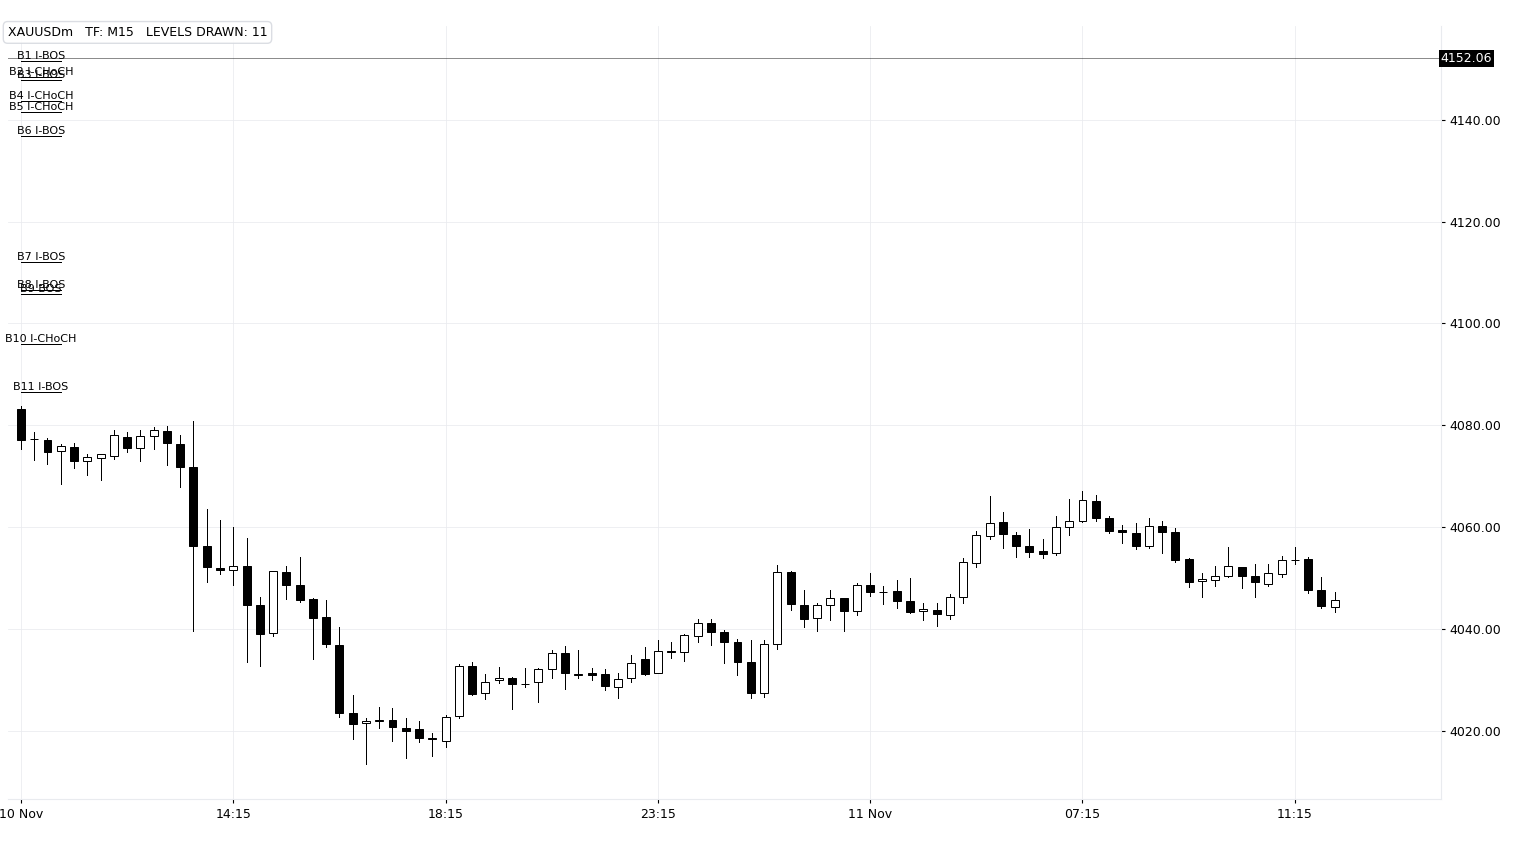 XAUUSDm TF: M15 LEVELS DRAWN: 11
B1 I-BOS
4152.06
B2 I-CHoCH
B3 I-BOS
B4 I-CHoCH
B5 I-CHoCH
4140.00
B6 I-BOS
4120.00
B7 I-BOS
B8 I-BOS
B9 BOS
4100.00
B10 I-CHoCH
B11 I-BOS
4080.00
4060.00
4040.00
4020.00
10 Nov 14:15 18:15 23:15 11 Nov 07:15 11:15